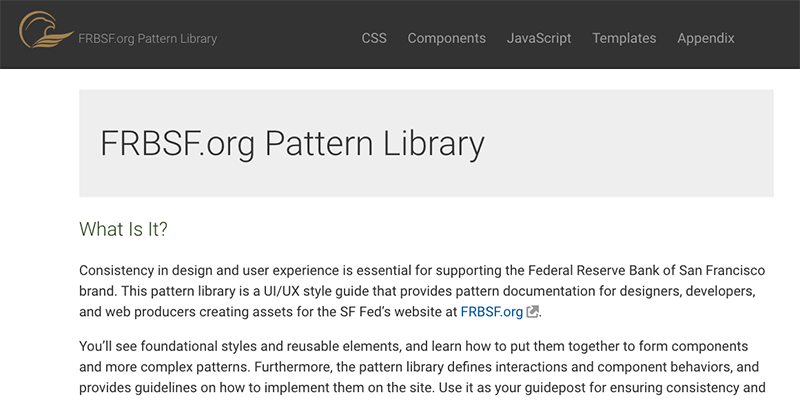 FRBSF.org Pattern Library
CSS Components JavaScript Templates Appendix
FRBSF.org Pattern Library
What Is It?
Consistency in design and user experience is essential for supporting the Federal Reserve Bank of San Francisco
brand. This pattern library is a UI/UX style guide that provides pattern documentation for designers, developers,
and web producers creating assets for the SF Fed’s website at FRBSF.org.
You’ll see foundational styles and reusable elements, and learn how to put them together to form components
and more complex patterns. Furthermore, the pattern library defines interactions and component behaviors, and
provides guidelines on how to implement them on the site. Use it as your guidepost for ensuring consistency and